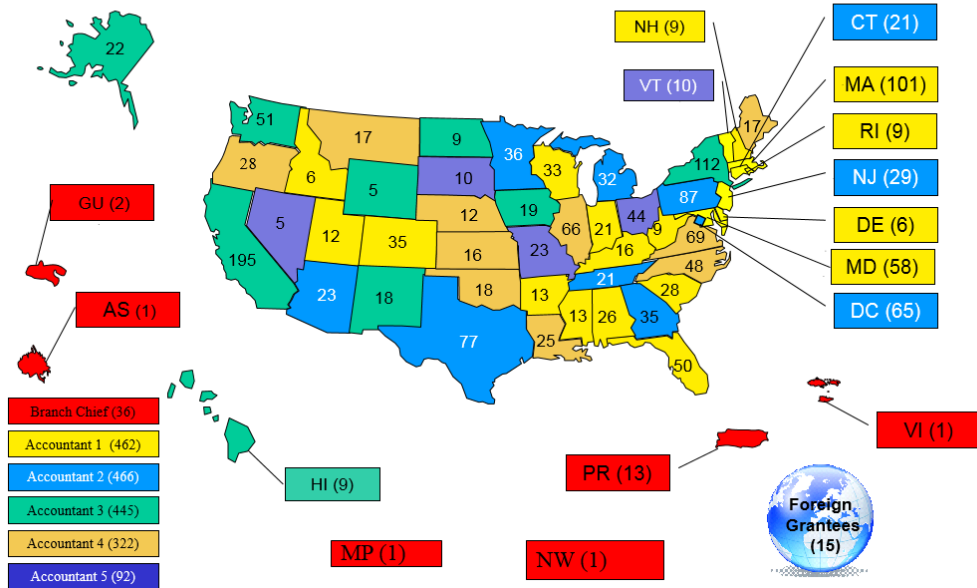 22
NH (9)
CT (21)
VT (10)
MA (101)
RI (9)
NJ (29)
DE (6)
MD (58)
DC (65)
GU (2)
AS (1)
51
17
9
36
33
32
112
17
28
6
5
10
87
5
12
35
12
19
66
21
44
9
69
195
16
23
16
48
23
18
18
13
21
28
77
25
13
26
35
50
Branch Chief (36)
Accountant 1 (462)
Accountant 2 (466)
Accountant 3 (445)
Accountant 4 (322)
Accountant 5 (92)
HI (9)
MP (1)
NW (1)
PR (13)
VI (1)
Foreign
Grantees
(15)